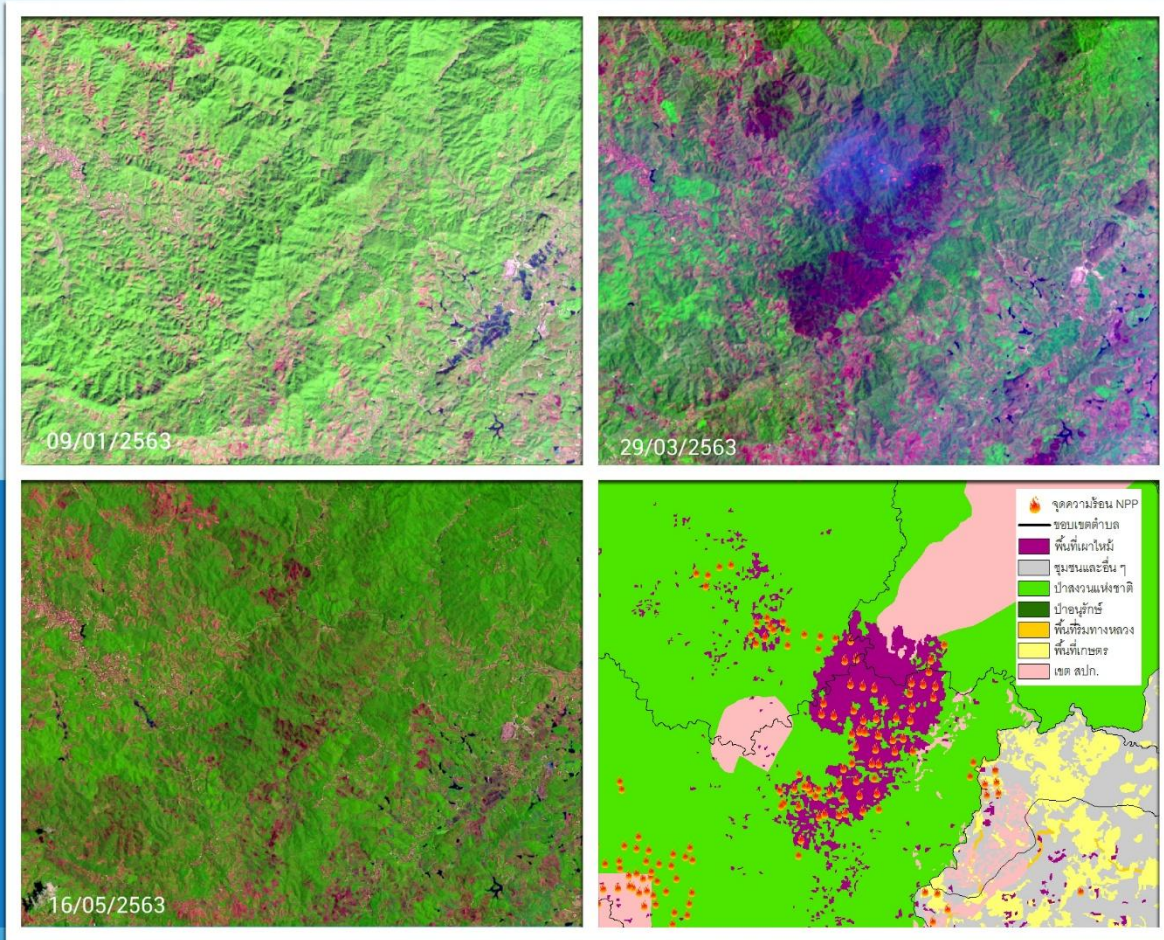 09/01/2563
29/03/2563
16/05/2563
จุดความร้อน NPP
ขอบเขตตำบล
พื้นที่เผาไหม้
ชุมชนและอื่น ๆ
ป่าสงวนแห่งชาติ
ป่าอนุรักษ์
พื้นที่ริมทางหลวง
พื้นที่เกษตร
เขต สปก.